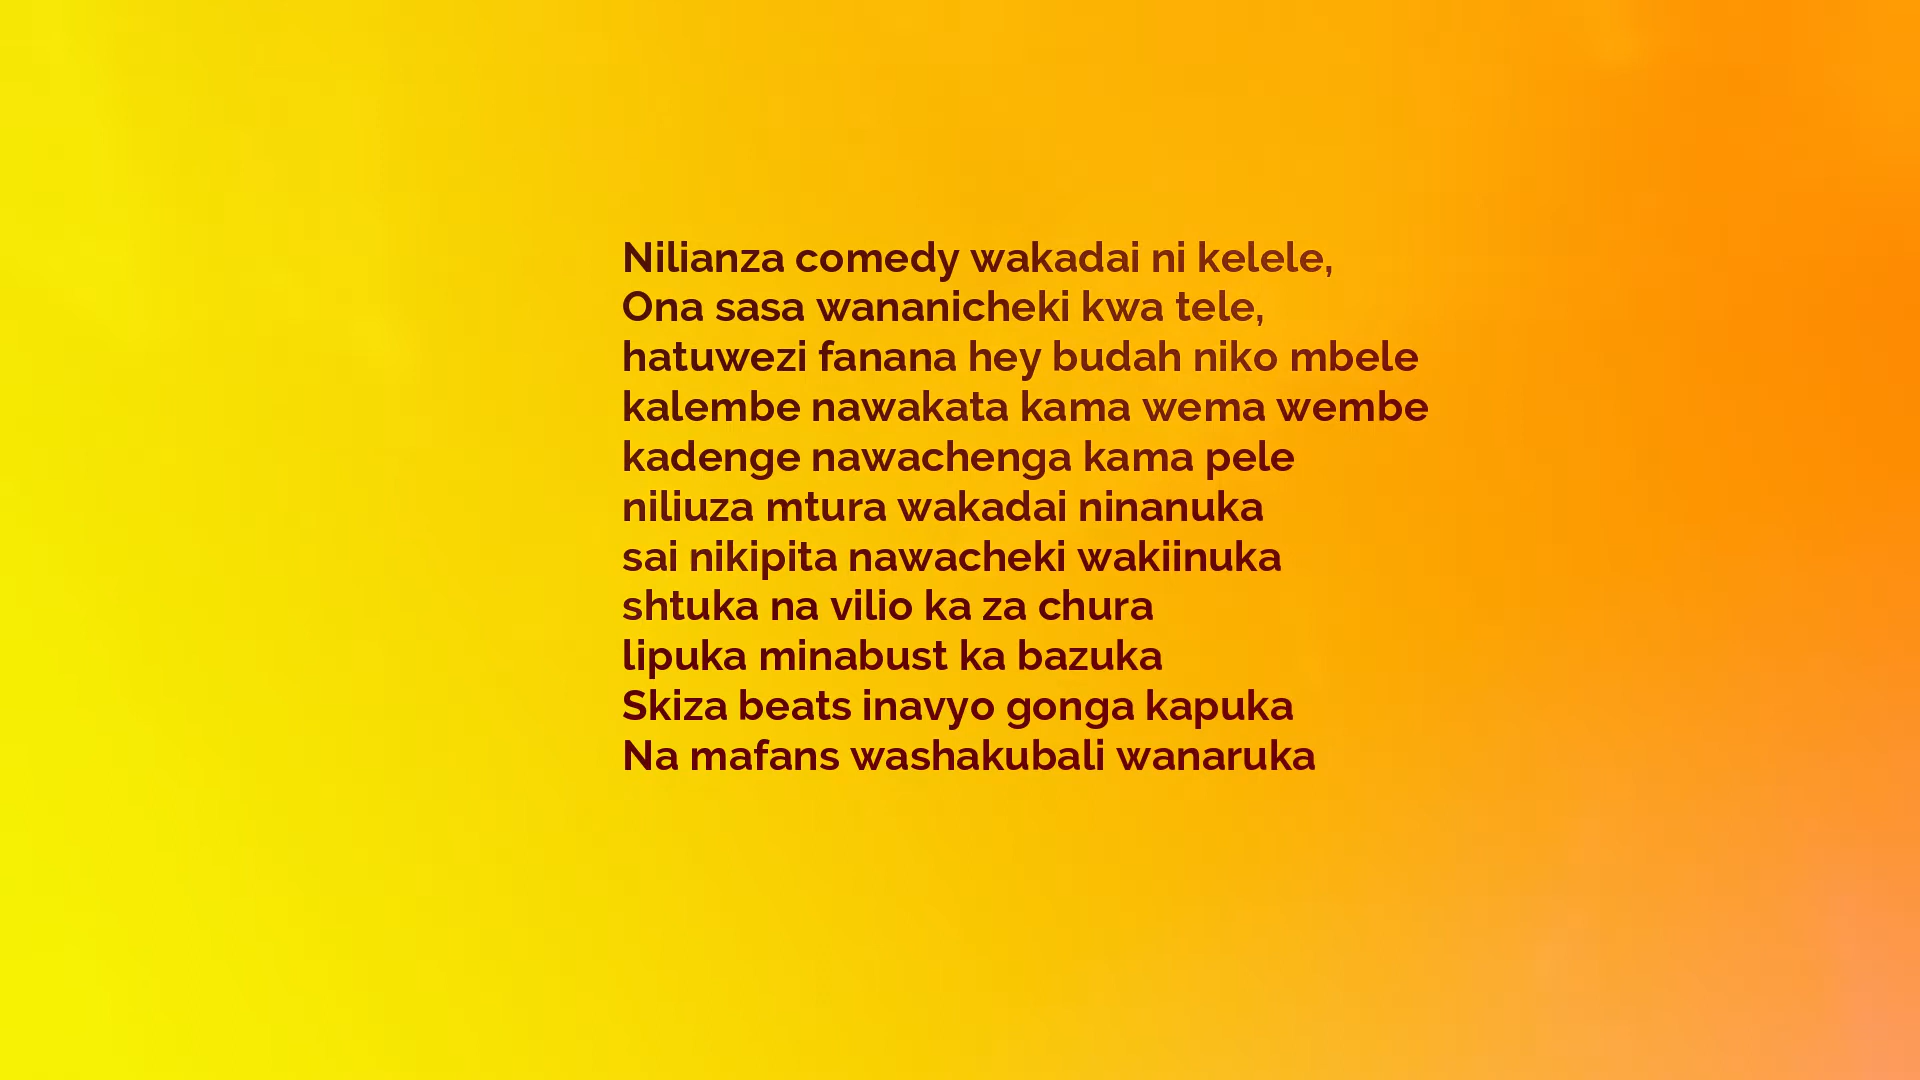 Nilianza comedy wakadai ni kelele,
Ona sasa wananicheki kwa tele,
hatuwezi fanana hey budah niko mbele
kalembe nawakata kama wema wembe
kadenge nawachenga kama pele
niliuza mtura wakadai ninanuka
sai nikipita nawacheki wakiinuka
shtuka na vilio ka za chura
lipuka minabust ka bazuka
Skiza beats inavyo gonga kapuka
Na mafans washakubali wanaruka